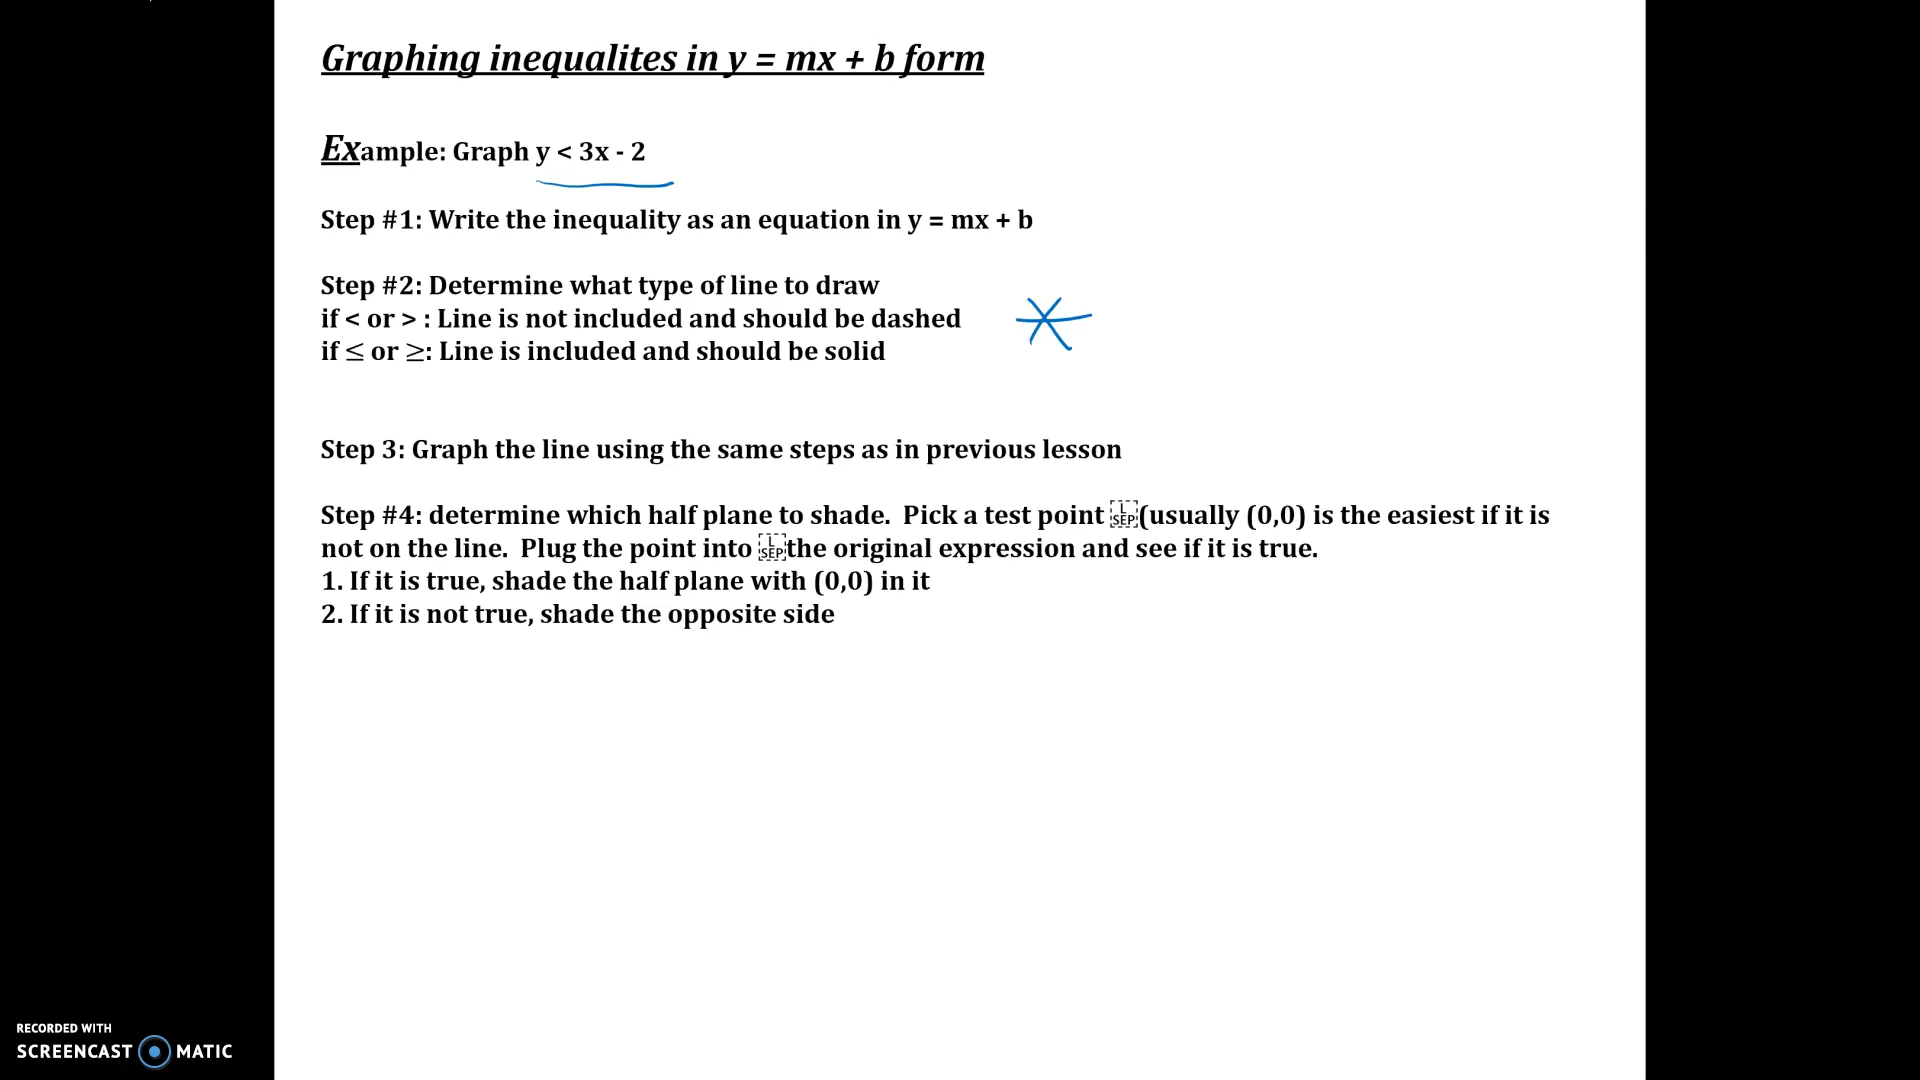 Graphing inequalites in y = mx + b form
Example: Graph y < 3x - 2
Step #1: Write the inequality as an equation in y = mx + b
Step #2: Determine what type of line to draw
if < or > : Line is not included and should be dashed
if ≤ or ≥: Line is included and should be solid
Step 3: Graph the line using the same steps as in previous lesson
Step #4: determine which half plane to shade.  Pick a test point L SEP (usually (0,0) is the easiest if it is
not on the line.  Plug the point into L SEP the original expression and see if it is true.
1. If it is true, shade the half plane with (0,0) in it
2. If it is not true, shade the opposite side
RECORDED WITH
SCREENCAST MATIC